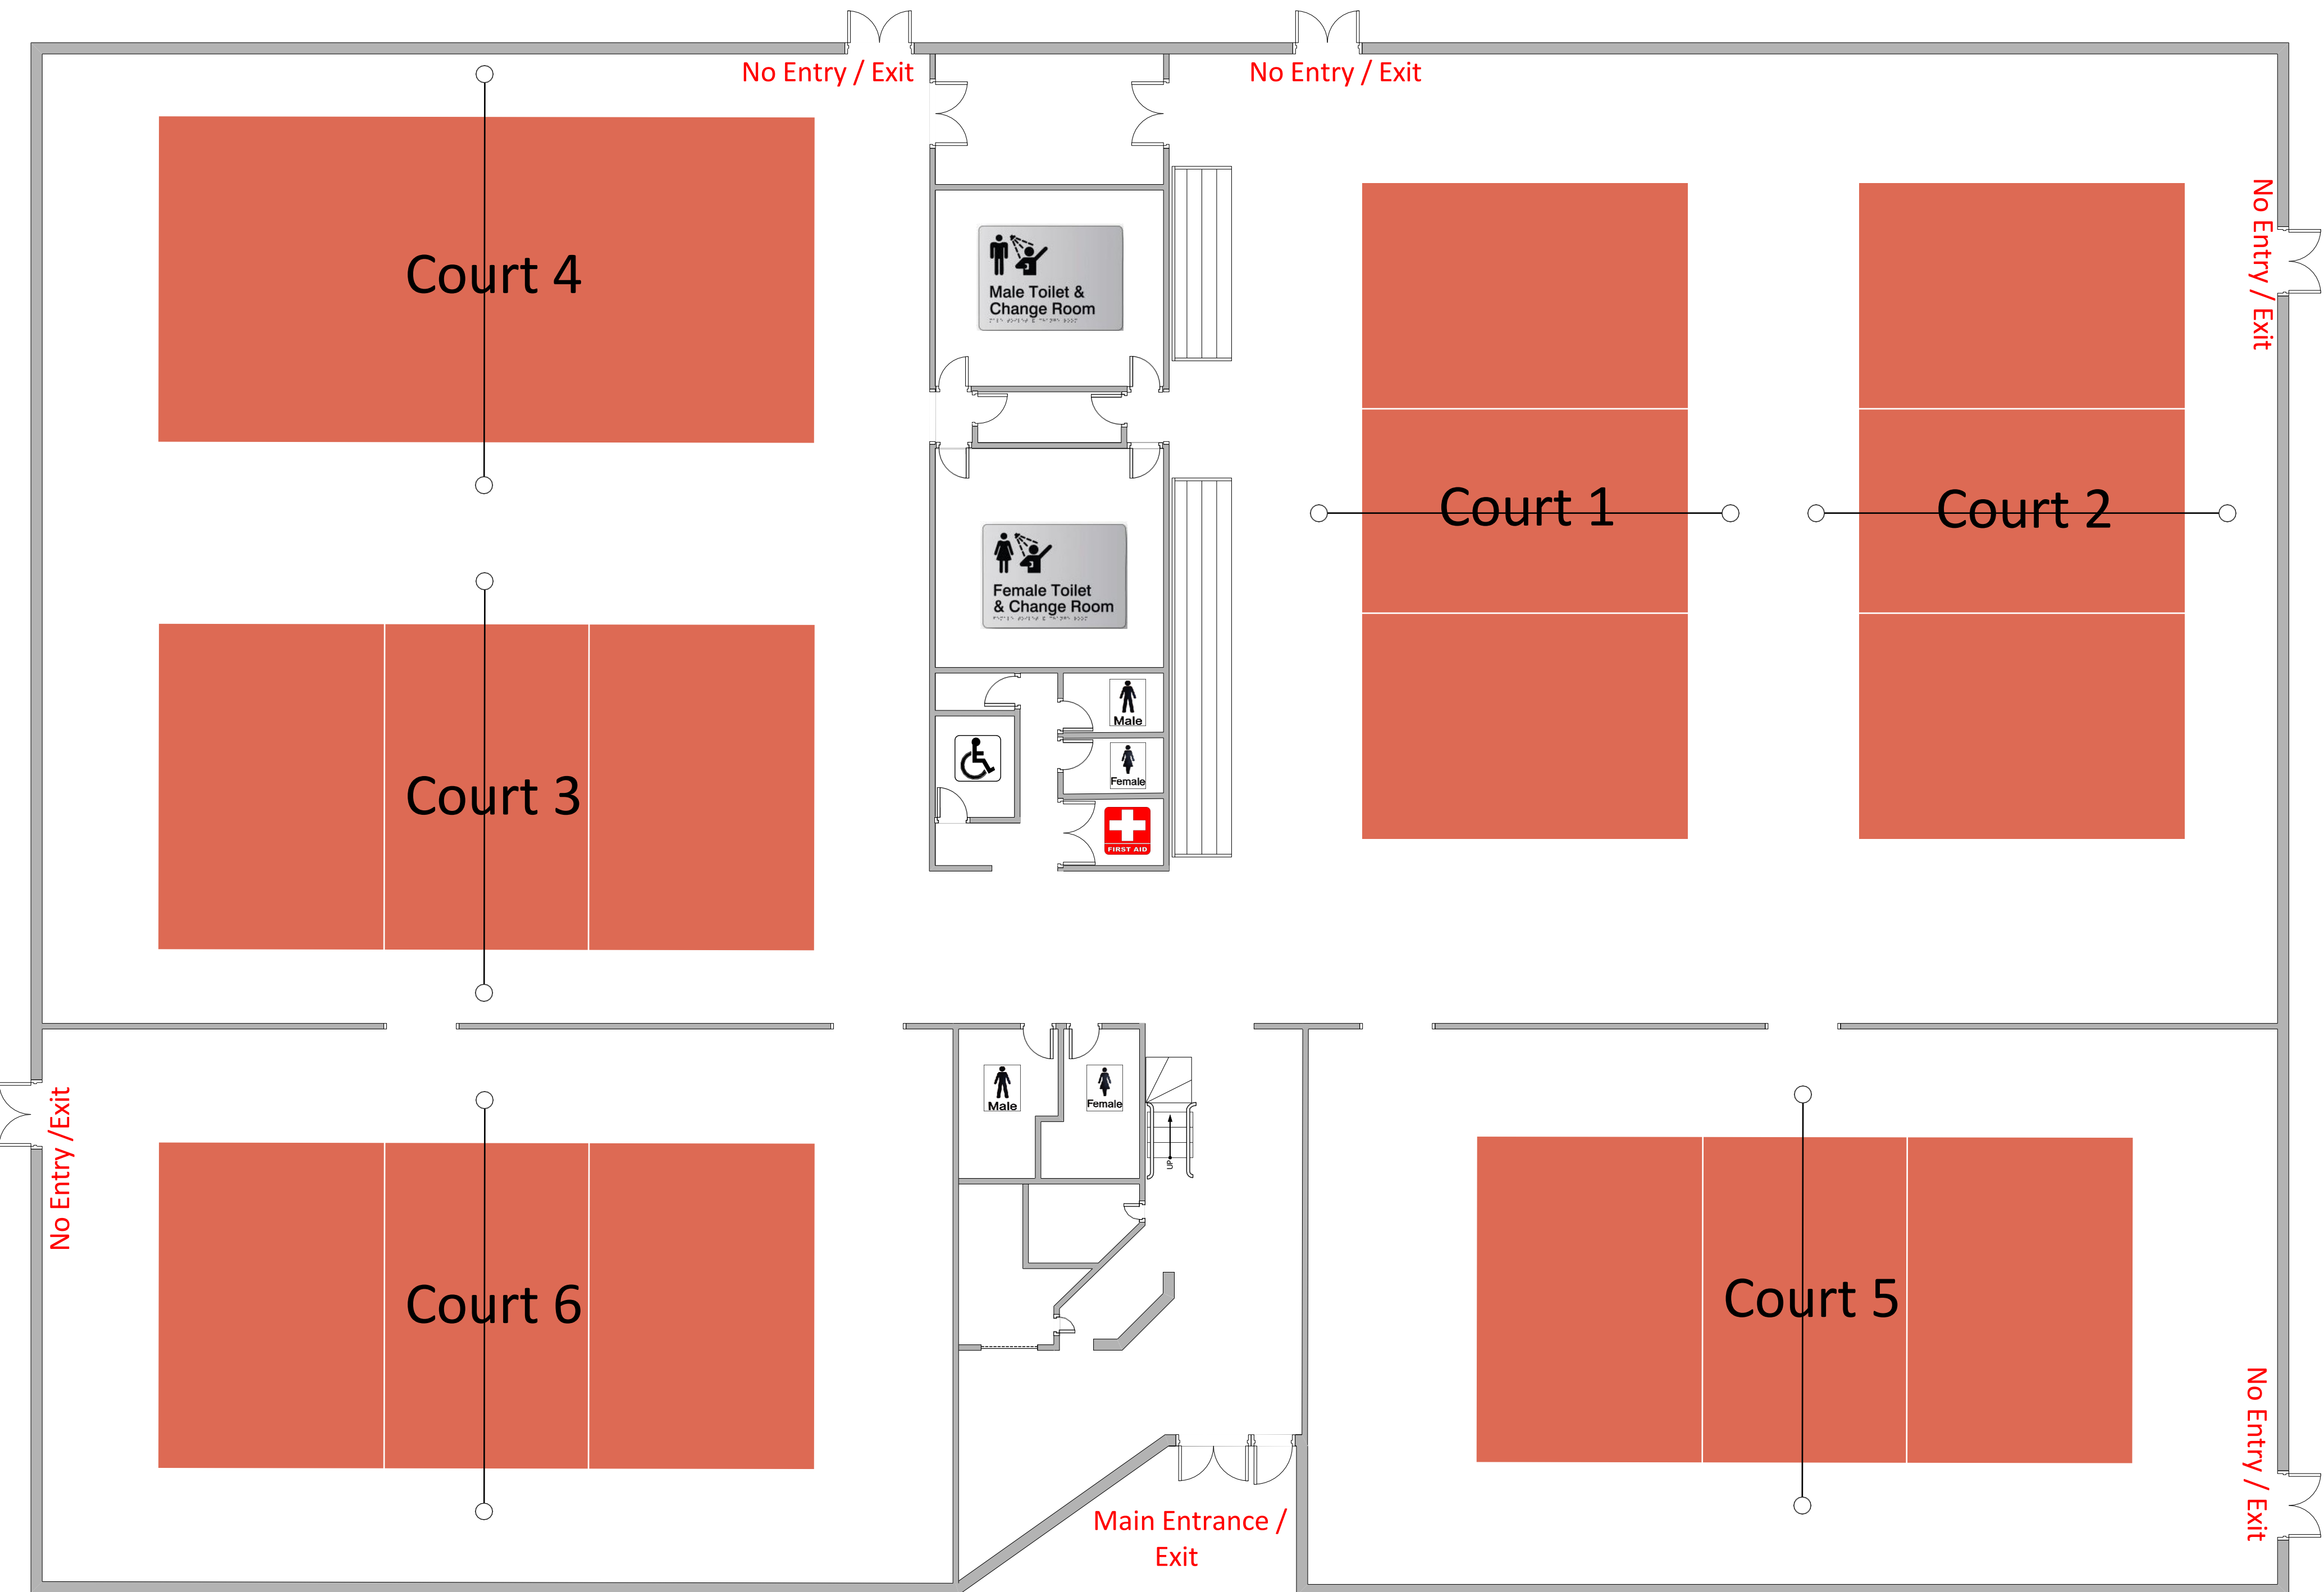 No Entry / Exit
No Entry / Exit
No Entry / Exit
Court 4
Male Toilet &
Change Room
Court 1
Court 2
Female Toilet
& Change Room
Male
Female
Court 3
FIRST AID
Male
Female
UP
No Entry /Exit
Court 6
Court 5
No Entry / Exit
Main Entrance /
Exit